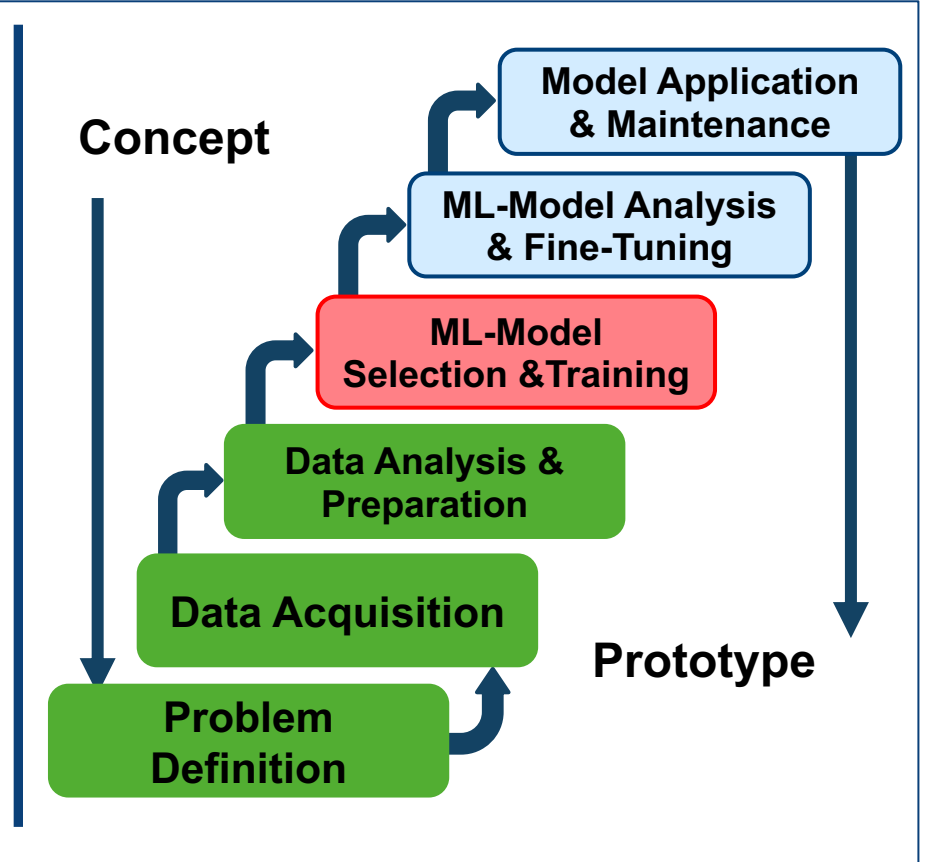 Model Application
& Maintenance
Concept
ML-Model Analysis
& Fine-Tuning
ML-Model
Selection &Training
Data Analysis &
Preparation
Data Acquisition
Prototype
Problem
Definition